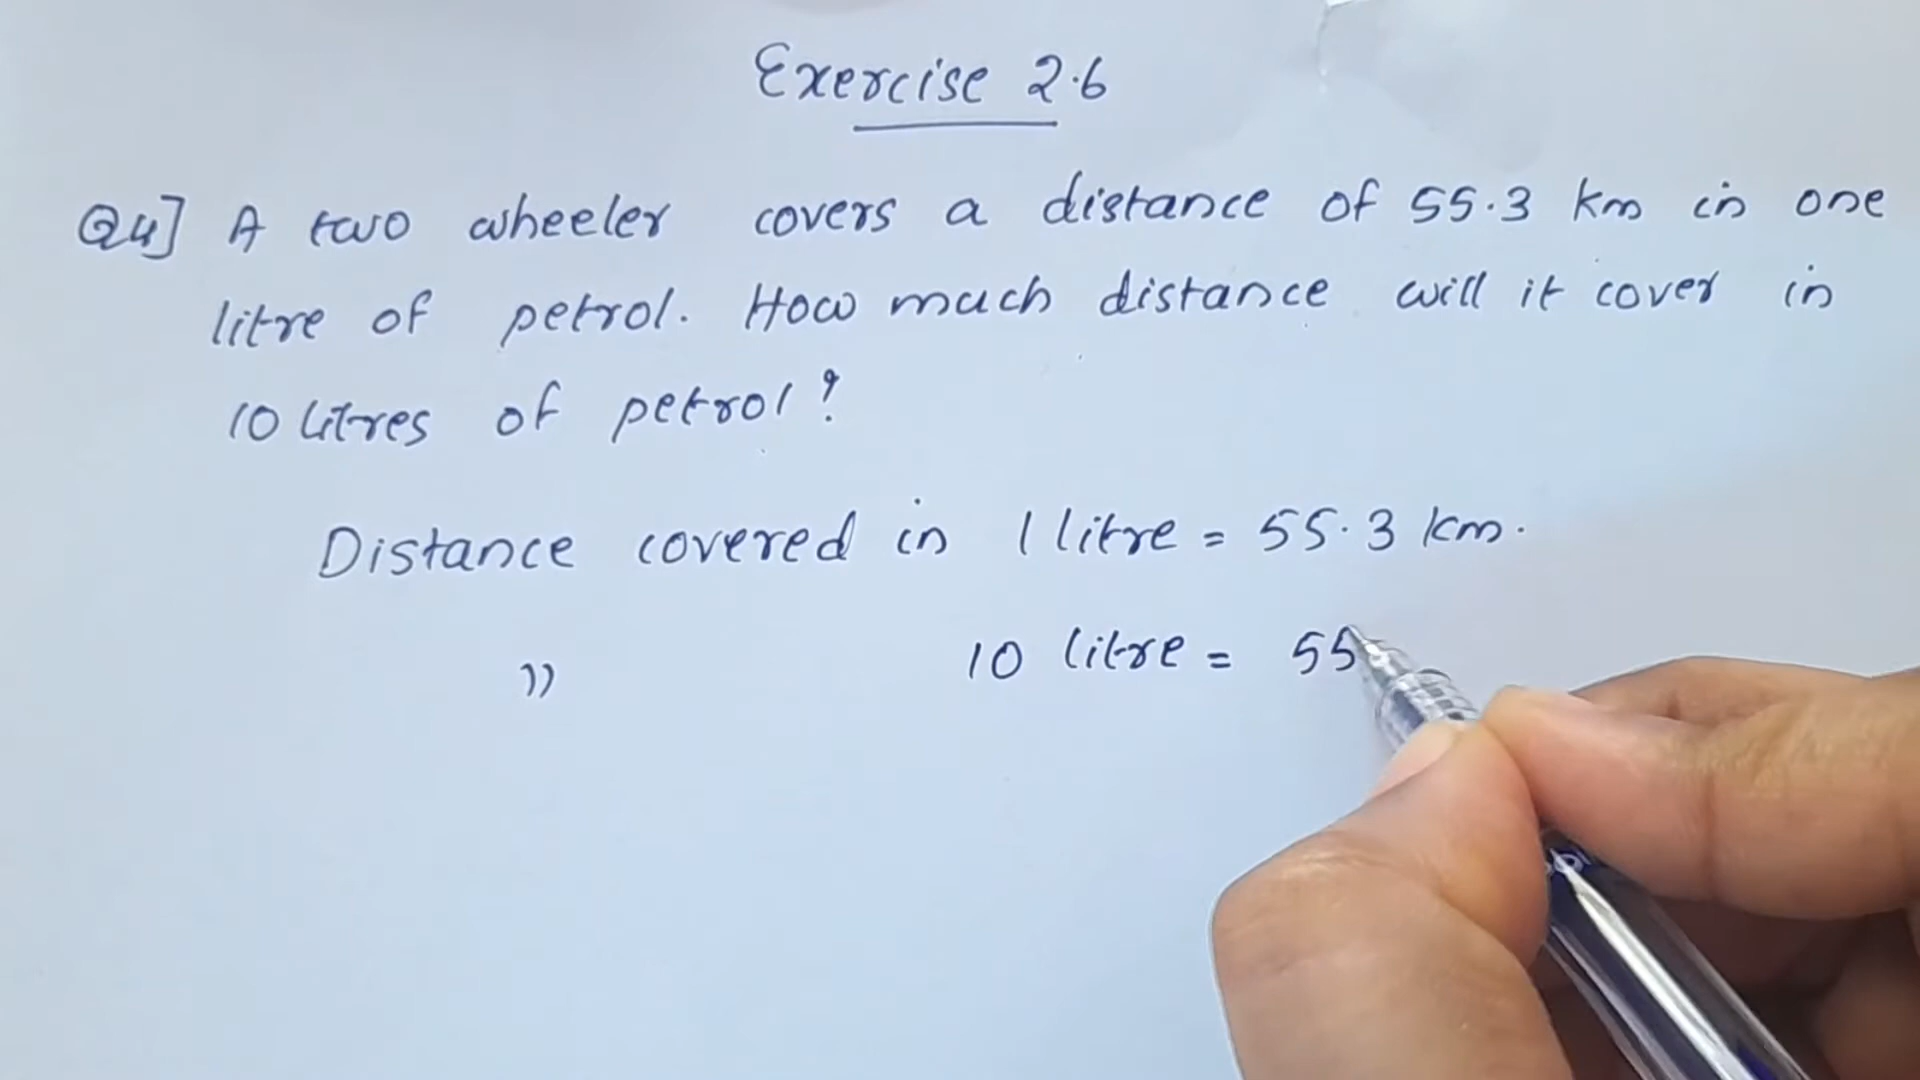 Exercise 2.6
Q4] A two wheeler covers a distance of 55.3 km in one
litre of petrol. How much distance will it cover in
10 litres of petrol?
Distance covered in 1 litre = 55.3 km.
" 10 litre = 55